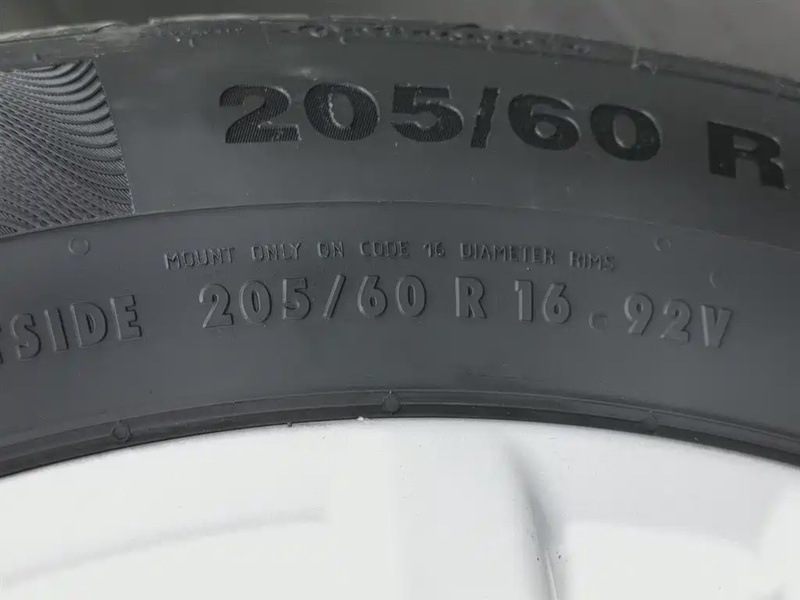 205/60 R
MOUNT ONLY ON CODE 16 DIAMETER RIMS
205/60 R 16 . 92V